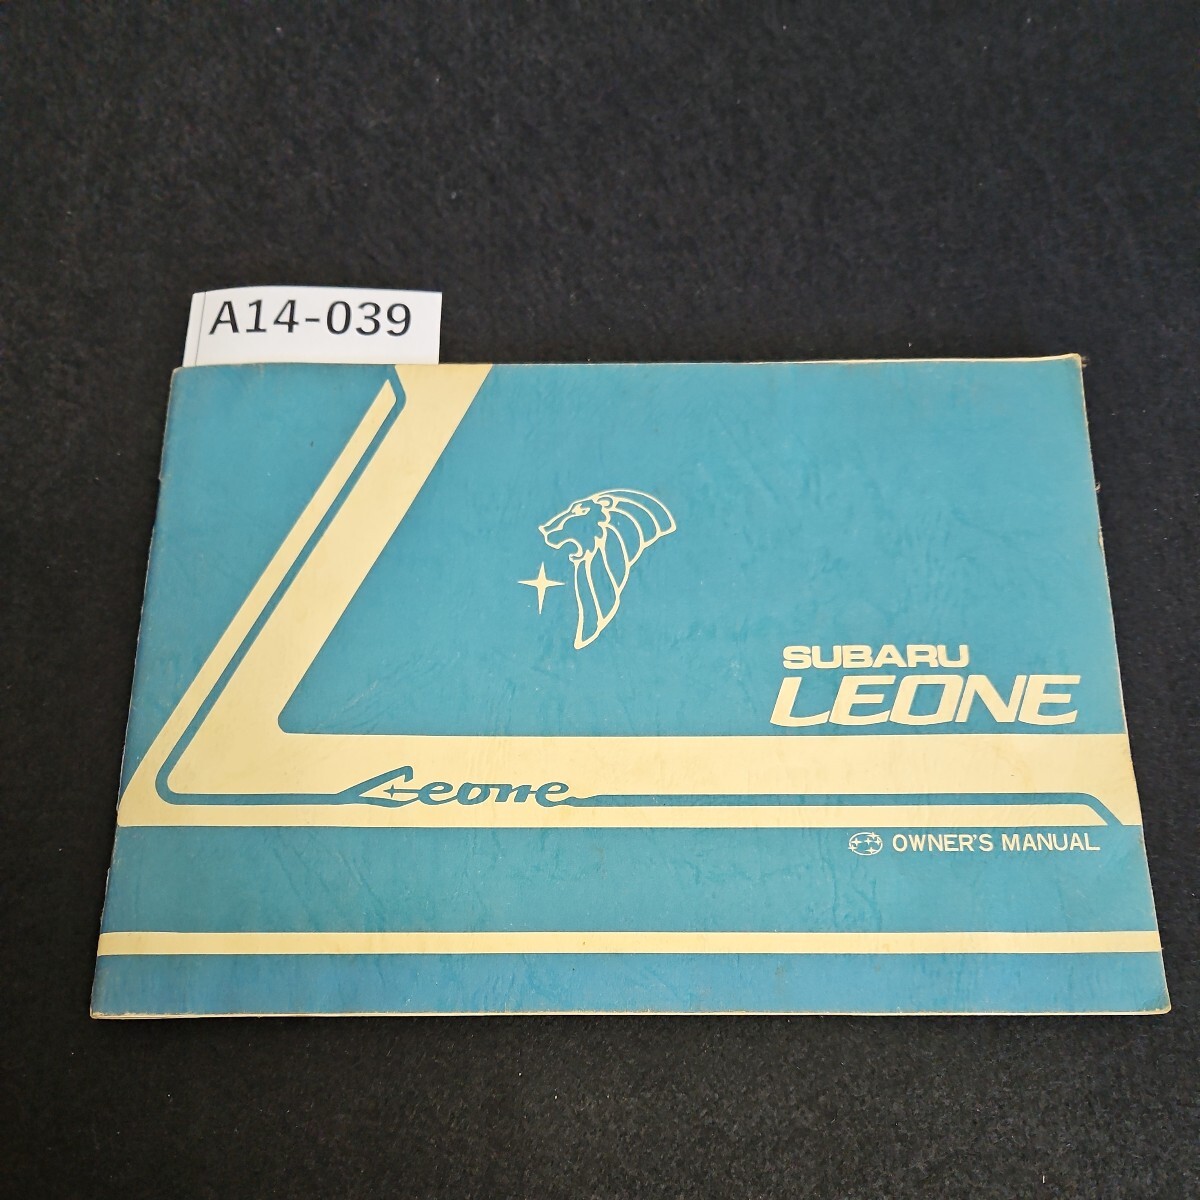 A14-039
SUBARU
LEONE
Leone
OWNER'S MANUAL